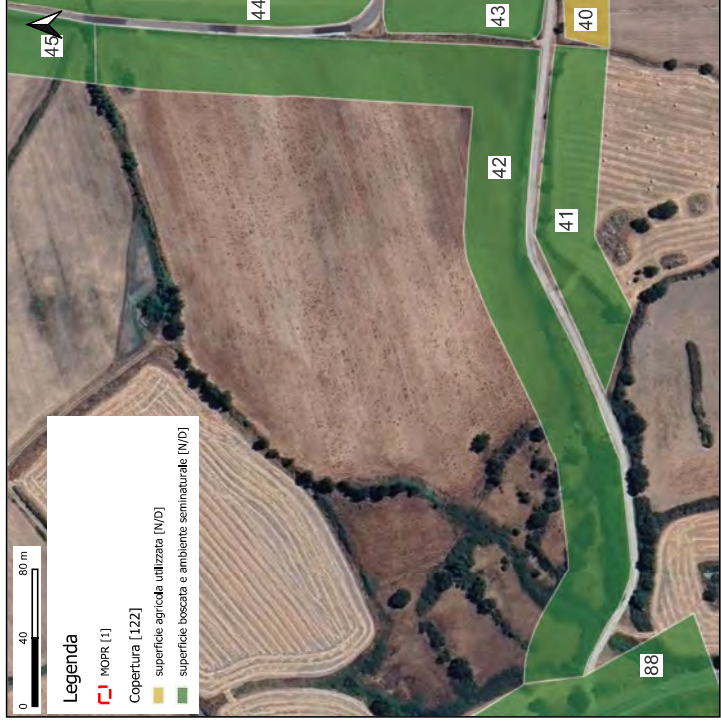 0 40 80 m
Legenda
MOPR [1]
Copertura [122]
superficie agricola utilizzata [N/D]
superficie boscata e ambiente seminaturale [N/D]
45
44
43
40
42
41
88